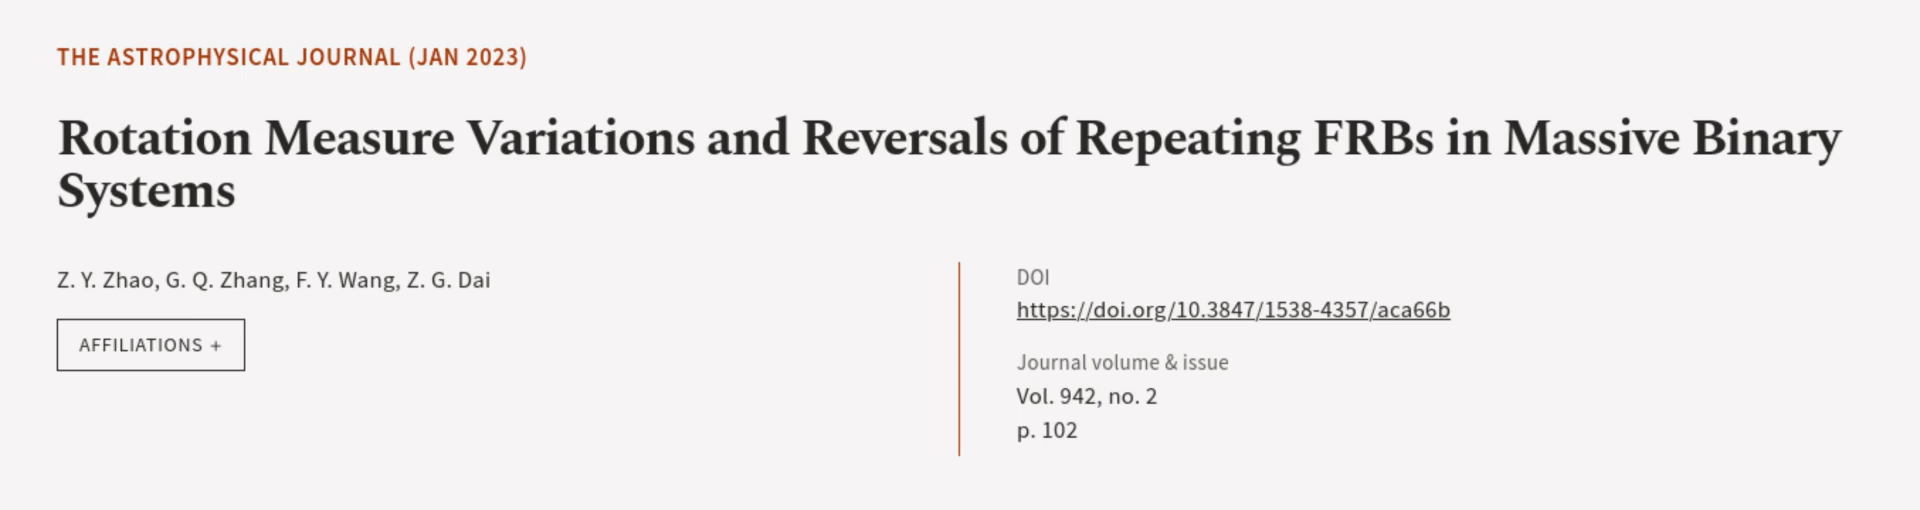 THE ASTROPHYSICAL JOURNAL (JAN 2023)
Rotation Measure Variations and Reversals of Repeating FRBs in Massive Binary
Systems
Z. Y. Zhao, G. Q. Zhang, F. Y. Wang, Z. G. Dai
AFFILIATIONS +
DOI
https://doi.org/10.3847/1538-4357/aca66b
Journal volume & issue
Vol. 942, no. 2
p. 102